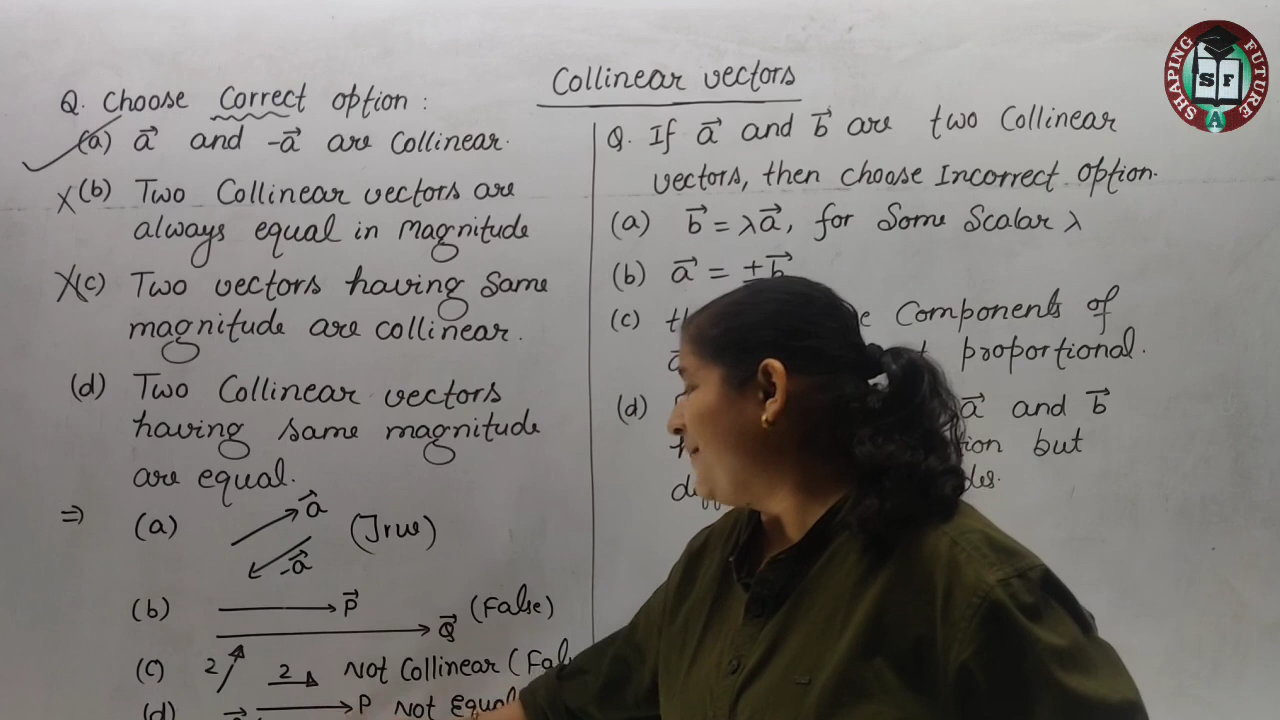 Collinear vectors
Q. Choose Correct option :
(a) a⃗ and -a⃗ are Collinear.
X(b) Two Collinear vectors are
always equal in magnitude
X(c) Two vectors having same
magnitude are collinear.
(d) Two Collinear vectors
having same magnitude
are equal.
⇒ (a) a⃗ -a⃗ (True)
(b) P⃗ (False)
Q⃗
(c) 2 2 Not Collinear
(d) P Not
Q. If a⃗ and b⃗ are two Collinear
vectors, then choose Incorrect option.
(a) b⃗ = λa⃗, for Some Scalar λ
(b) a⃗ = ±b⃗
(c) Components of
proportional.
(d) a⃗ and b⃗
but
SHAPING FUTURE
S F
A